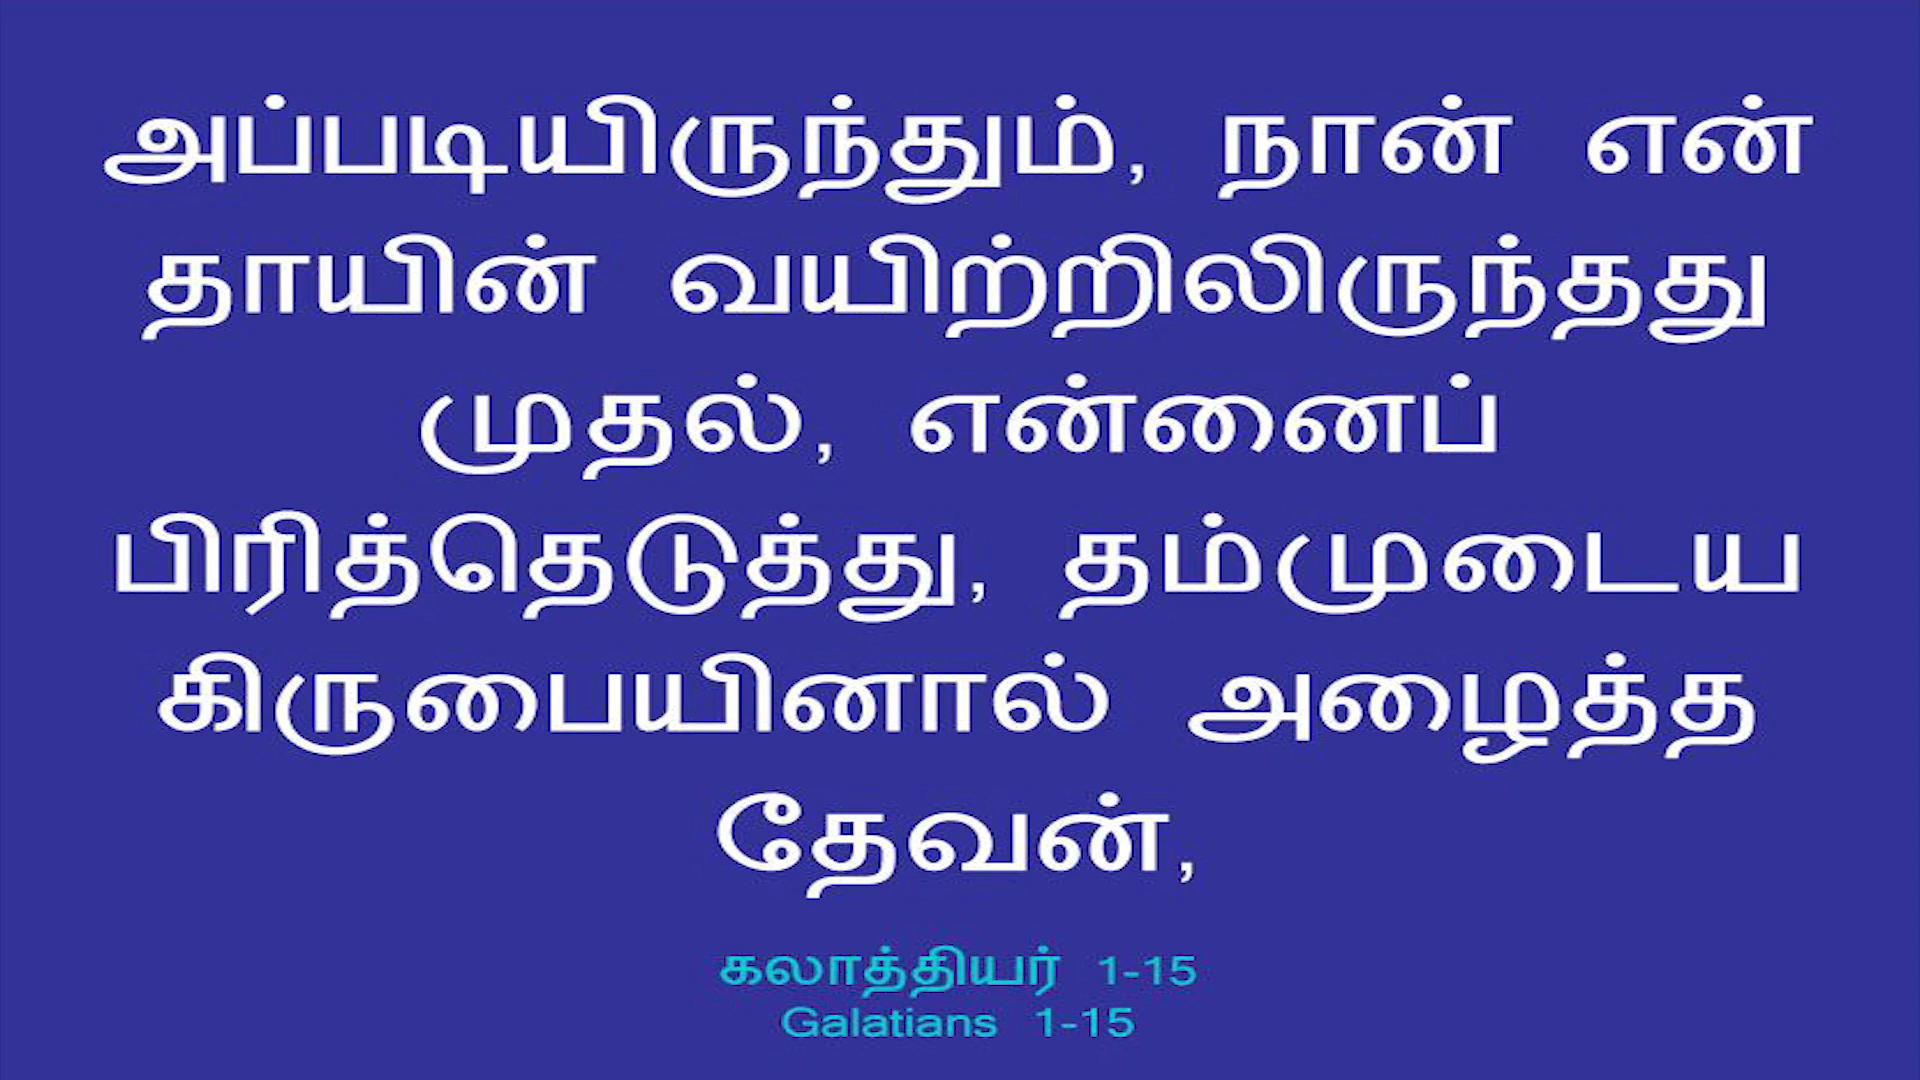 அப்படியிருந்தும், நான் என்
தாயின் வயிற்றிலிருந்தது
முதல், என்னைப்
பிரித்தெடுத்து, தம்முடைய
கிருபையினால் அழைத்த
தேவன்,
கலாத்தியர் 1-15
Galatians 1-15